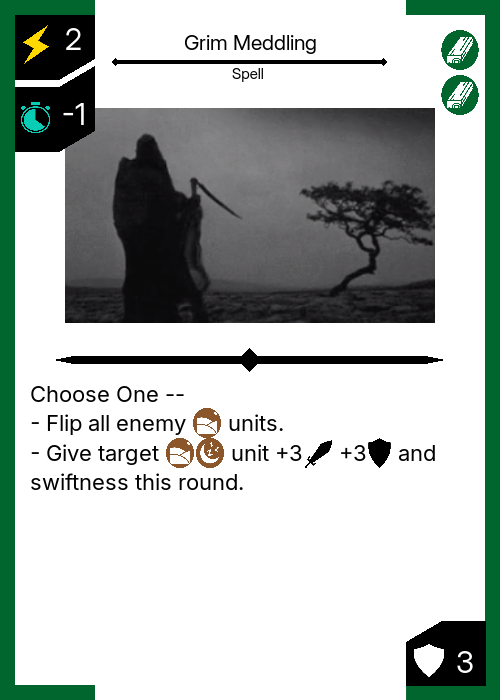 2
Grim Meddling
Spell
-1
Choose One --
- Flip all enemy units.
- Give target unit +3 +3 and
swiftness this round.
3